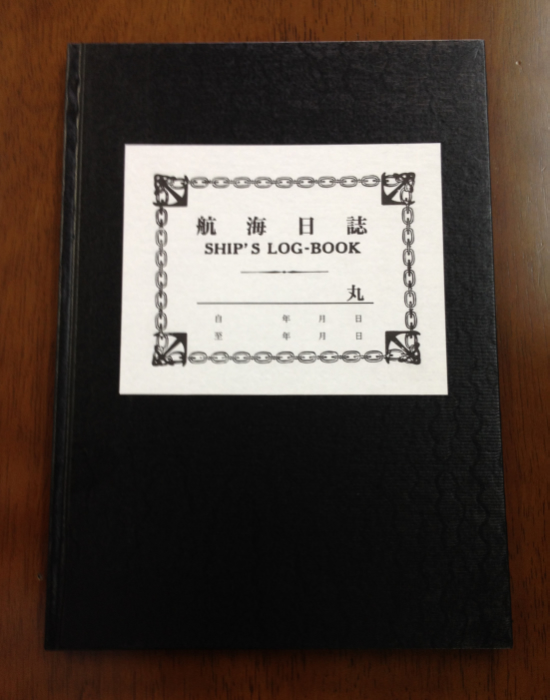 航海日誌
SHIP'S LOG-BOOK
丸
自 年 月 日
至 年 月 日